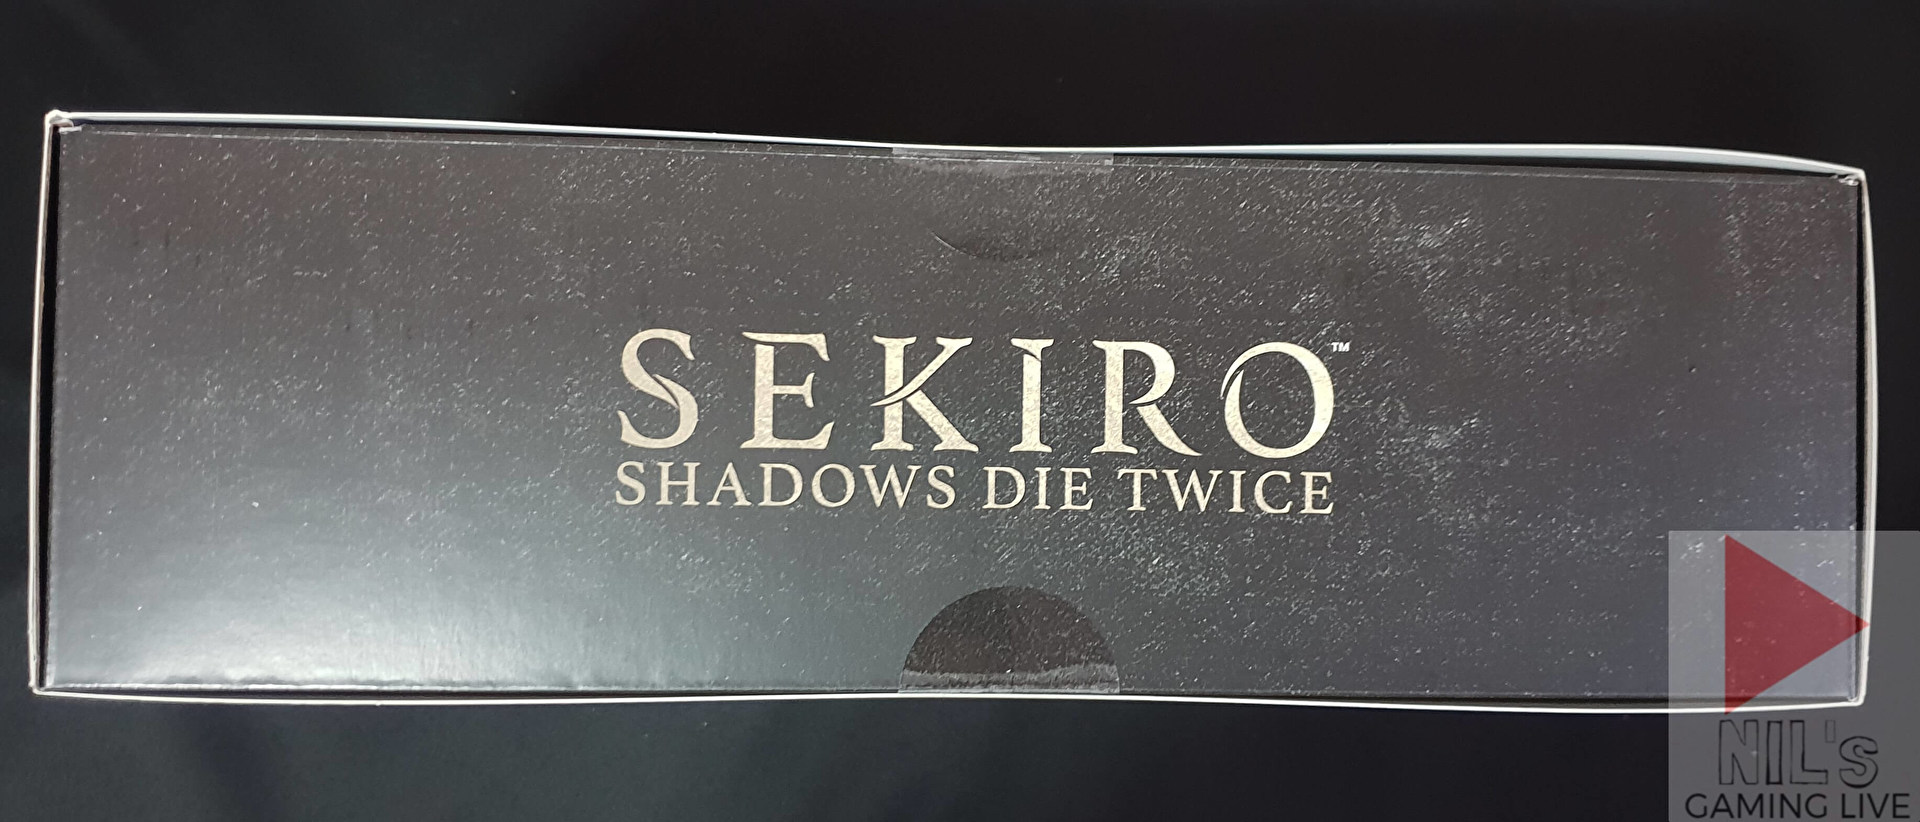 SEKIRO™
SHADOWS DIE TWICE
NIL's
GAMING LIVE